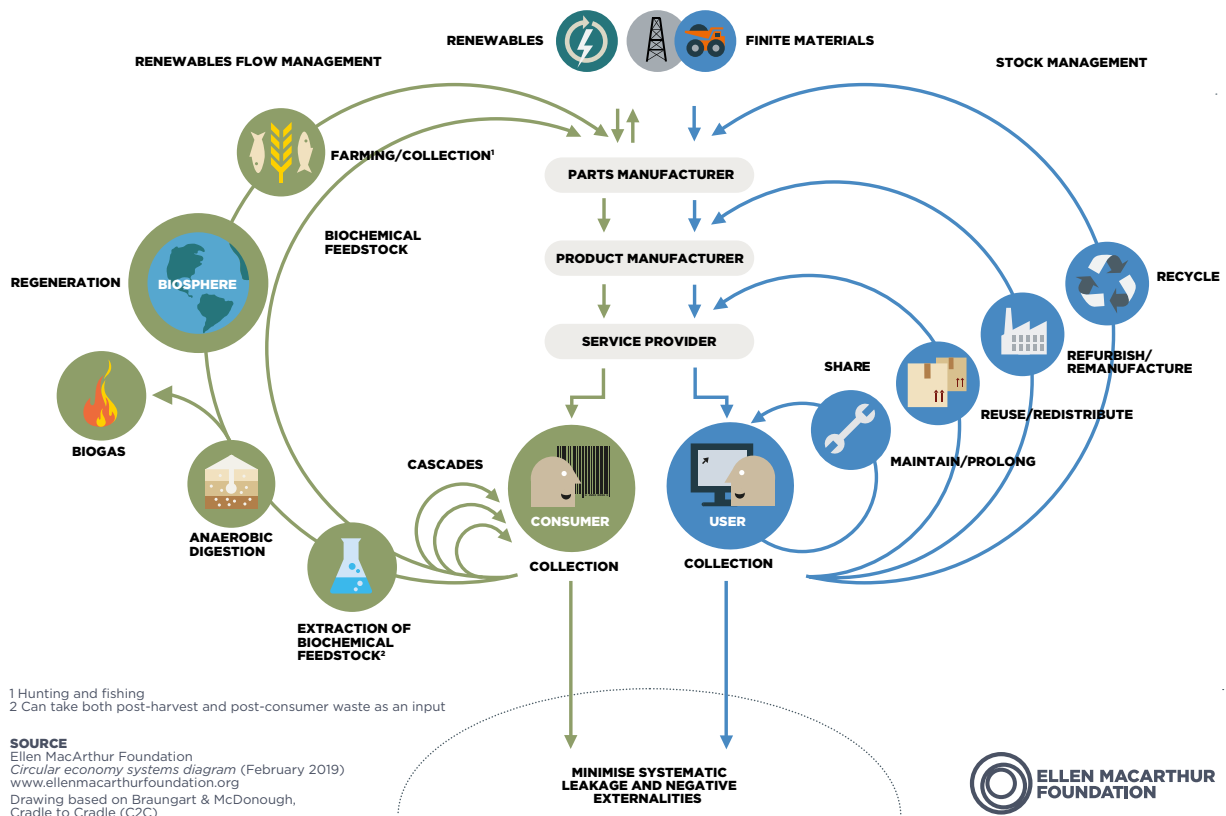 RENEWABLES
FINITE MATERIALS
RENEWABLES FLOW MANAGEMENT
STOCK MANAGEMENT
FARMING/COLLECTION¹
PARTS MANUFACTURER
BIOCHEMICAL
FEEDSTOCK
PRODUCT MANUFACTURER
REGENERATION
BIOSPHERE
RECYCLE
SERVICE PROVIDER
SHARE
REFURBISH/
REMANUFACTURE
REUSE/REDISTRIBUTE
BIOGAS
CASCADES
MAINTAIN/PROLONG
ANAEROBIC
DIGESTION
CONSUMER
USER
COLLECTION
COLLECTION
EXTRACTION OF
BIOCHEMICAL
FEEDSTOCK²
1 Hunting and fishing
2 Can take both post-harvest and post-consumer waste as an input
SOURCE
Ellen MacArthur Foundation
Circular economy systems diagram (February 2019)
www.ellenmacarthurfoundation.org
Drawing based on Braungart & McDonough,
Cradle to Cradle (C2C)
MINIMISE SYSTEMATIC
LEAKAGE AND NEGATIVE
EXTERNALITIES
ELLEN MACARTHUR
FOUNDATION